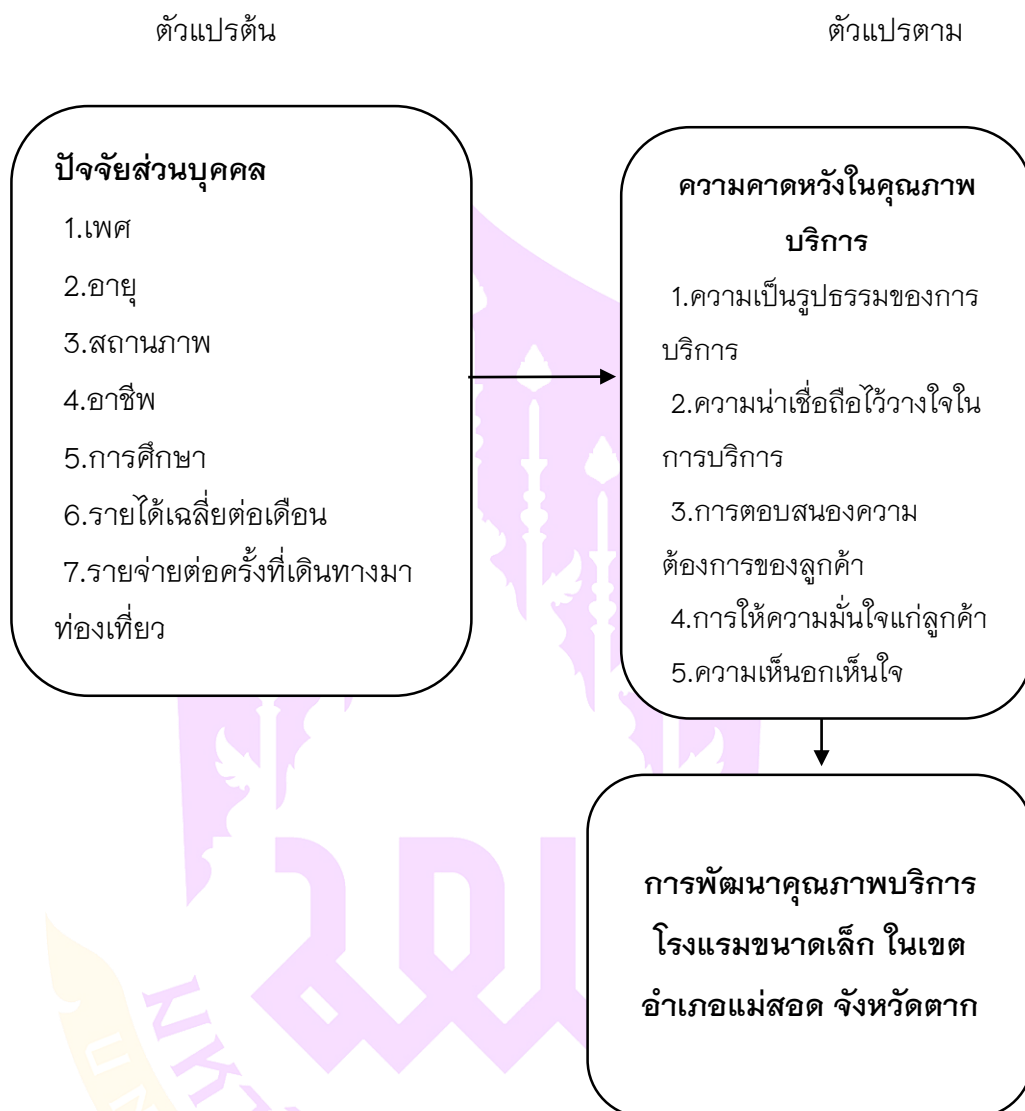 ตัวแปรต้น
ตัวแปรตาม
ปัจจัยส่วนบุคคล
1.เพศ
2.อายุ
3.สถานภาพ
4.อาชีพ
5.การศึกษา
6.รายได้เฉลี่ยต่อเดือน
7.รายจ่ายต่อครั้งที่เดินทางมา
ท่องเที่ยว
ความคาดหวังในคุณภาพ
บริการ
1.ความเป็นรูปธรรมของการ
บริการ
2.ความน่าเชื่อถือไว้วางใจใน
การบริการ
3.การตอบสนองความ
ต้องการของลูกค้า
4.การให้ความมั่นใจแก่ลูกค้า
5.ความเห็นอกเห็นใจ
การพัฒนาคุณภาพบริการ
โรงแรมขนาดเล็ก ในเขต
อำเภอแม่สอด จังหวัดตาก